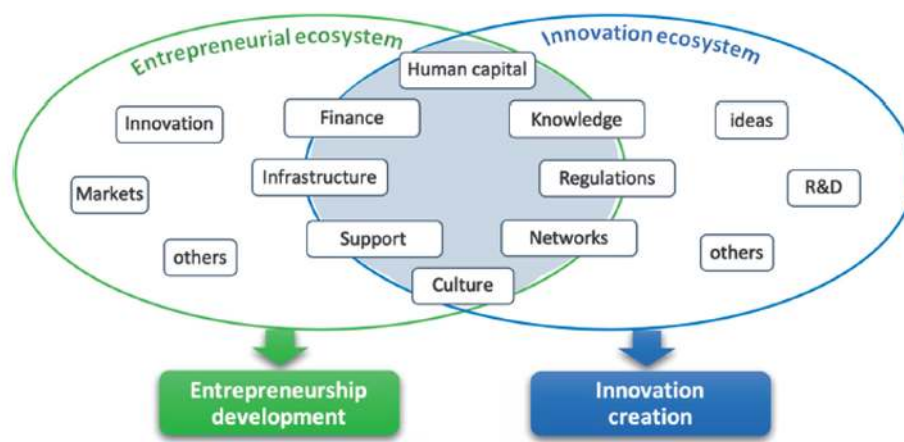 Entrepreneurial ecosystem
Innovation ecosystem
Human capital
Finance
Knowledge
Innovation
ideas
Infrastructure
Regulations
Markets
R&D
Support
Networks
others
others
Culture
Entrepreneurship
development
Innovation
creation